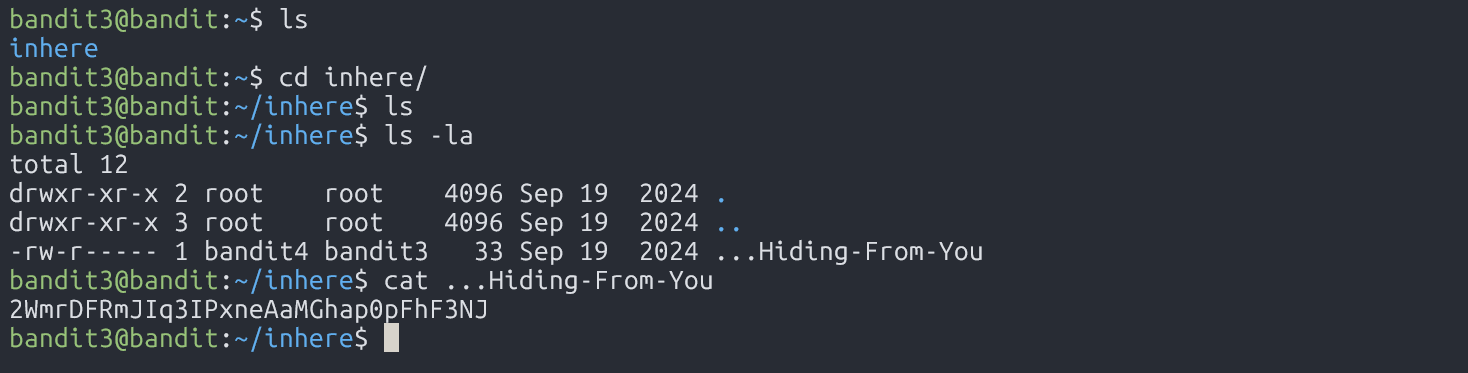 bandit3@bandit:~$ ls
inhere
bandit3@bandit:~$ cd inhere/
bandit3@bandit:~/inhere$ ls
bandit3@bandit:~/inhere$ ls -la
total 12
drwxr-xr-x 2 root    root    4096 Sep 19  2024 .
drwxr-xr-x 3 root    root    4096 Sep 19  2024 ..
-rw-r----- 1 bandit4 bandit3   33 Sep 19  2024 ...Hiding-From-You
bandit3@bandit:~/inhere$ cat ...Hiding-From-You
2WmrDFRmJIq3IPxneAaMGhap0pFhF3NJ
bandit3@bandit:~/inhere$